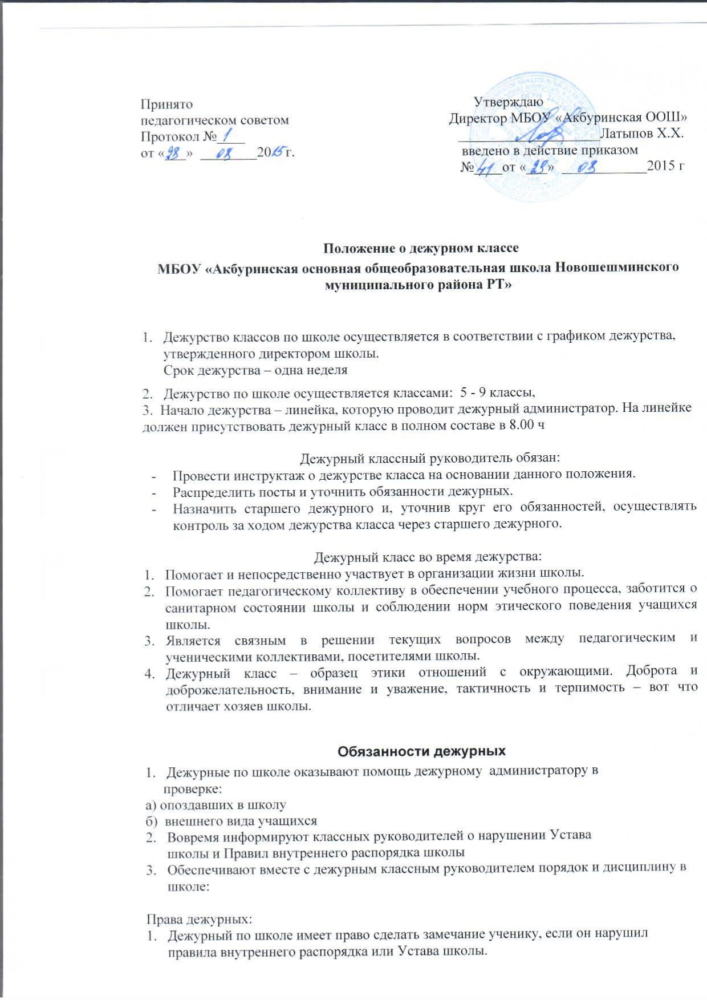 Принято
педагогическом советом
Протокол № 1
от «28» 08 2015 г.
Утверждаю
Директор МБОУ «Акбуринская ООШ»
Латыпов Х.Х.
введено в действие приказом
№ 41 от «29» 08 2015 г
ОГРН
Положение о дежурном классе
МБОУ «Акбуринская основная общеобразовательная школа Новошешминского
муниципального района РТ»
1. Дежурство классов по школе осуществляется в соответствии с графиком дежурства,
утвержденного директором школы.
Срок дежурства – одна неделя
2. Дежурство по школе осуществляется классами: 5 - 9 классы,
3. Начало дежурства – линейка, которую проводит дежурный администратор. На линейке
должен присутствовать дежурный класс в полном составе в 8.00 ч
Дежурный классный руководитель обязан:
- Провести инструктаж о дежурстве класса на основании данного положения.
- Распределить посты и уточнить обязанности дежурных.
- Назначить старшего дежурного и, уточнив круг его обязанностей, осуществлять
контроль за ходом дежурства класса через старшего дежурного.
Дежурный класс во время дежурства:
1. Помогает и непосредственно участвует в организации жизни школы.
2. Помогает педагогическому коллективу в обеспечении учебного процесса, заботится о
санитарном состоянии школы и соблюдении норм этического поведения учащихся
школы.
3. Является связным в решении текущих вопросов между педагогическим и
ученическими коллективами, посетителями школы.
4. Дежурный класс – образец этики отношений с окружающими. Доброта и
доброжелательность, внимание и уважение, тактичность и терпимость – вот что
отличает хозяев школы.
Обязанности дежурных
1. Дежурные по школе оказывают помощь дежурному администратору в
проверке:
а) опоздавших в школу
б) внешнего вида учащихся
2. Вовремя информируют классных руководителей о нарушении Устава
школы и Правил внутреннего распорядка школы
3. Обеспечивают вместе с дежурным классным руководителем порядок и дисциплину в
школе:
Права дежурных:
1. Дежурный по школе имеет право сделать замечание ученику, если он нарушил
правила внутреннего распорядка или Устава школы.